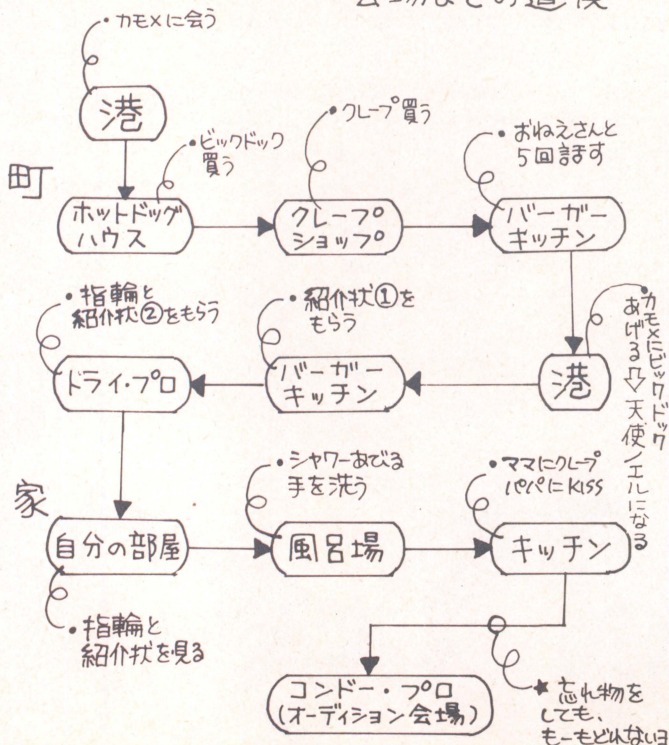 会場までの道順
・カモメに会う
港
町
・ビックドック
買う
・クレープ買う
・おねえさんと
5回話す
ホットドッグ
ハウス
クレープ
ショップ
バーガー
キッチン
・カモメにビックドック
あげる⇩天使ノエルになる
港
・紹介状①を
もらう
バーガー
キッチン
・指輪と
紹介状②をもらう
ドライ・プロ
家
自分の部屋
・指輪と
紹介状を見る
・シャワーあびる
手を洗う
風呂場
・ママにクレープ
パパにKISS
キッチン
★忘れ物を
しても、
もーもどれないヨ
コンドー・プロ
(オーディション会場)